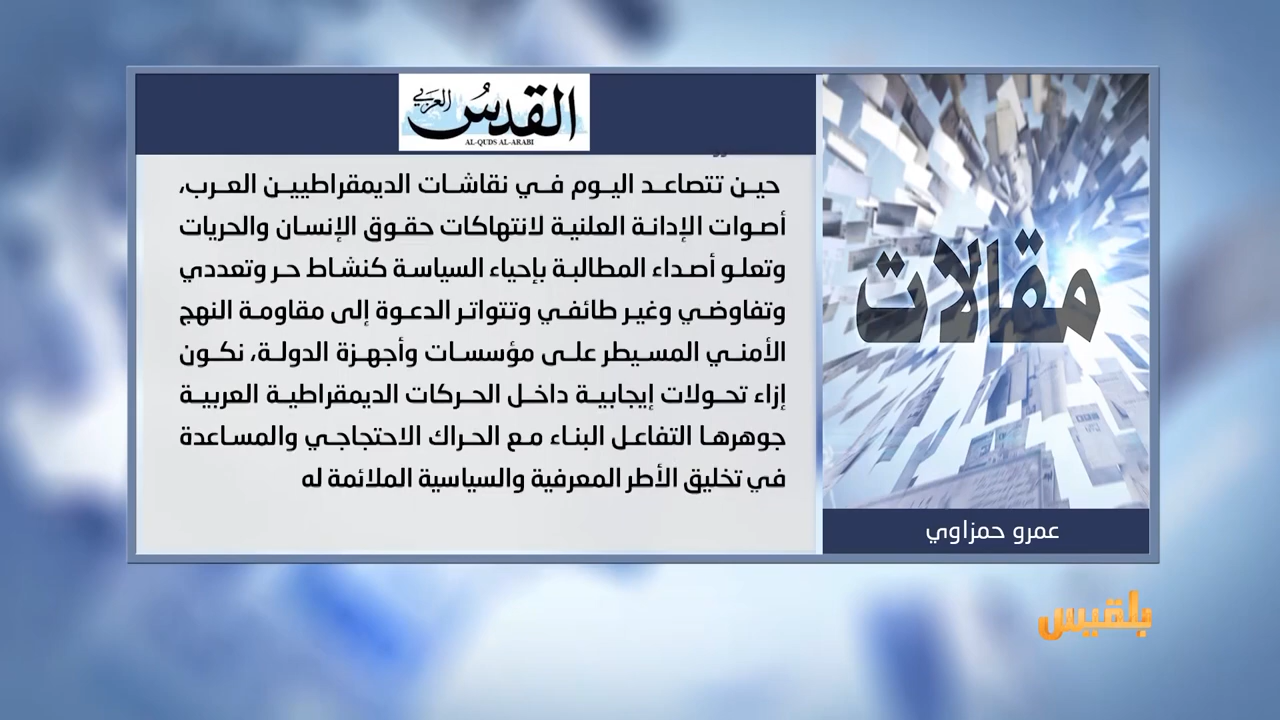 القدس العربي
AL-QUDS AL-ARABI
حين تتصاعد اليوم في نقاشات الديمقراطيين العرب،
أصوات الإدانة العلنية لانتهاكات حقوق الإنسان والحريات
وتعلو أصداء المطالبة بإحياء السياسة كنشاط حر وتعددي
وتفاوضي وغير طائفي وتتواتر الدعوة إلى مقاومة النهج
الأمني المسيطر على مؤسسات وأجهزة الدولة، نكون
إزاء تحولات إيجابية داخل الحركات الديمقراطية العربية
جوهرها التفاعل البناء مع الحراك الاحتجاجي والمساعدة
في تخليق الأطر المعرفية والسياسية الملائمة له
مقالات
عمرو حمزاوي
بلقيس